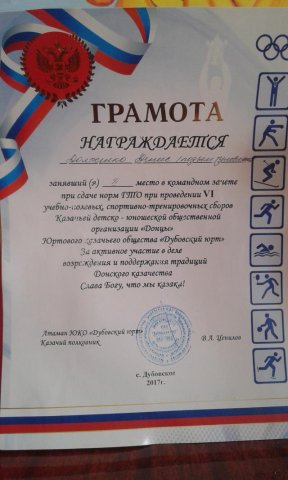 ГРАМОТА
НАГРАЖДАЕТСЯ
занявший (е) II место в командном зачете
при сдаче норм ГТО при проведении VI
учебно-полевых, спортивно-тренировочных сборов
Казачьей детско - юношеской общественной
организации «Донцы»
Юртового казачьего общества «Дубовский юрт»
За активное участие в деле
возрождения и поддержания традиций
Донского казачества
Слава Богу, что мы казаки!
Атаман ЮКО «Дубовский юрт»
Казачий полковник В.А. Цепилов
с. Дубовское
2017г.